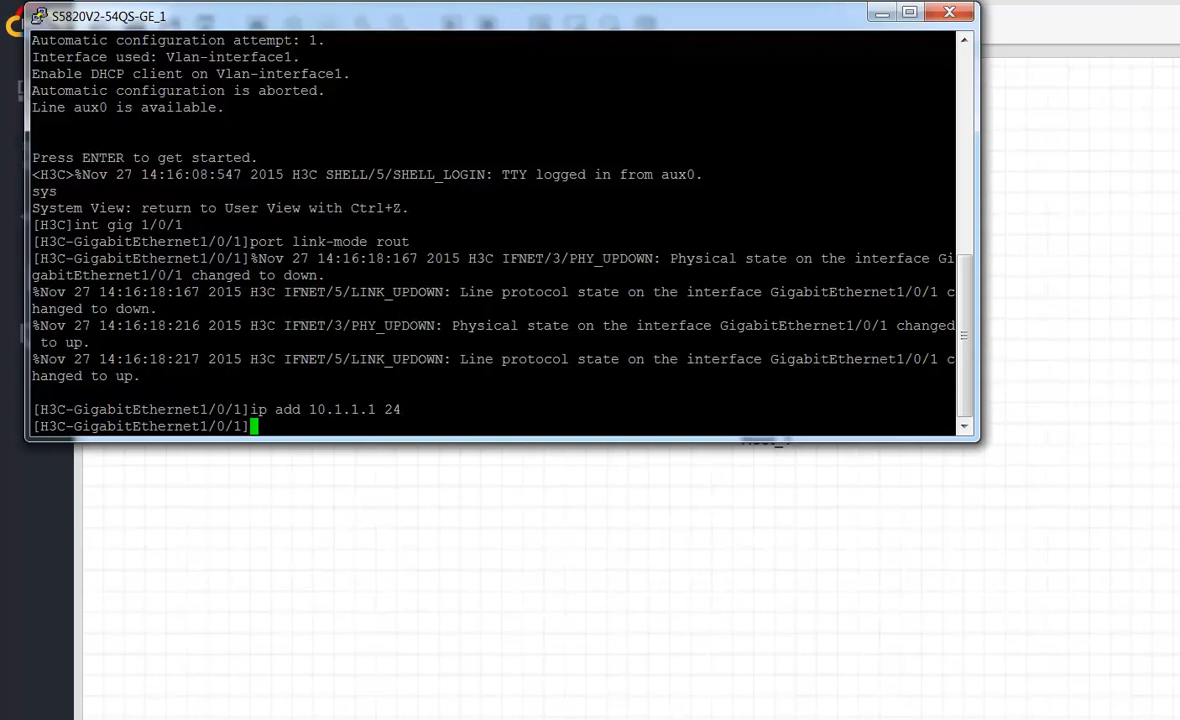 S5820V2-54QS-GE_1
Automatic configuration attempt: 1.
Interface used: Vlan-interface1.
Enable DHCP client on Vlan-interface1.
Automatic configuration is aborted.
Line aux0 is available.
Press ENTER to get started.
<H3C>%Nov 27 14:16:08:547 2015 H3C SHELL/5/SHELL_LOGIN: TTY logged in from aux0.
sys
System View: return to User View with Ctrl+Z.
[H3C]int gig 1/0/1
[H3C-GigabitEthernet1/0/1]port link-mode rout
[H3C-GigabitEthernet1/0/1]%Nov 27 14:16:18:167 2015 H3C IFNET/3/PHY_UPDOWN: Physical state on the interface Gi
gabitEthernet1/0/1 changed to down.
%Nov 27 14:16:18:167 2015 H3C IFNET/5/LINK_UPDOWN: Line protocol state on the interface GigabitEthernet1/0/1 c
hanged to down.
%Nov 27 14:16:18:216 2015 H3C IFNET/3/PHY_UPDOWN: Physical state on the interface GigabitEthernet1/0/1 changed
 to up.
%Nov 27 14:16:18:217 2015 H3C IFNET/5/LINK_UPDOWN: Line protocol state on the interface GigabitEthernet1/0/1 c
hanged to up.
[H3C-GigabitEthernet1/0/1]ip add 10.1.1.1 24
[H3C-GigabitEthernet1/0/1]